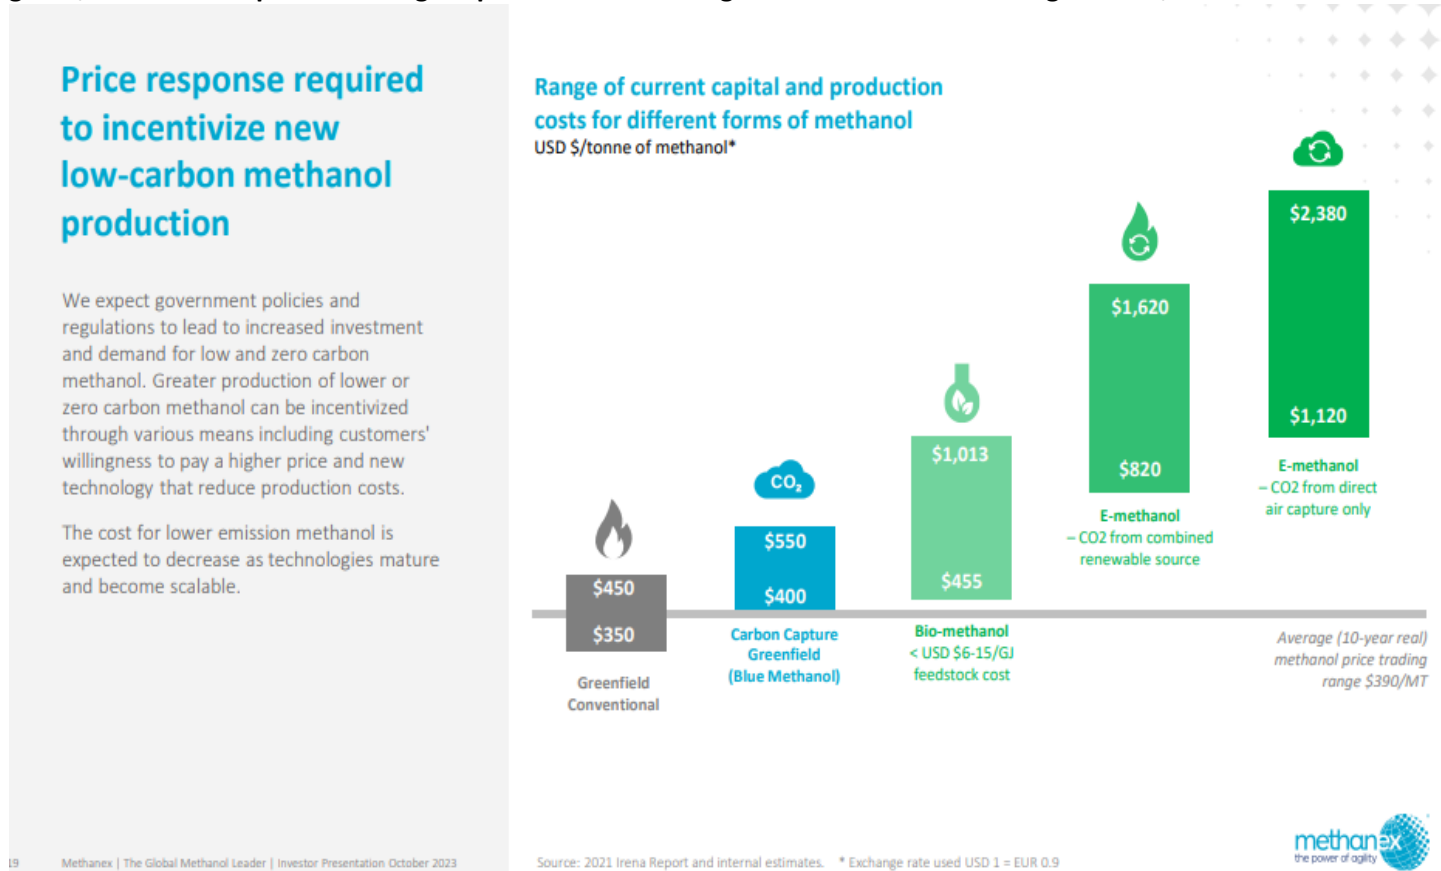 Price response required
to incentivize new
low-carbon methanol
production
We expect government policies and
regulations to lead to increased investment
and demand for low and zero carbon
methanol. Greater production of lower or
zero carbon methanol can be incentivized
through various means including customers'
willingness to pay a higher price and new
technology that reduce production costs.
The cost for lower emission methanol is
expected to decrease as technologies mature
and become scalable.
Range of current capital and production
costs for different forms of methanol
USD $/tonne of methanol*
$450
$350
Greenfield
Conventional
CO₂
$550
$400
Carbon Capture
Greenfield
(Blue Methanol)
$1,013
$455
Bio-methanol
< USD $6-15/GJ
feedstock cost
$1,620
$820
E-methanol
– CO2 from combined
renewable source
$2,380
$1,120
E-methanol
– CO2 from direct
air capture only
Average (10-year real)
methanol price trading
range $390/MT
Methanex | The Global Methanol Leader | Investor Presentation October 2023
Source: 2021 Irena Report and internal estimates. * Exchange rate used USD 1 = EUR 0.9
methanex
the power of agility